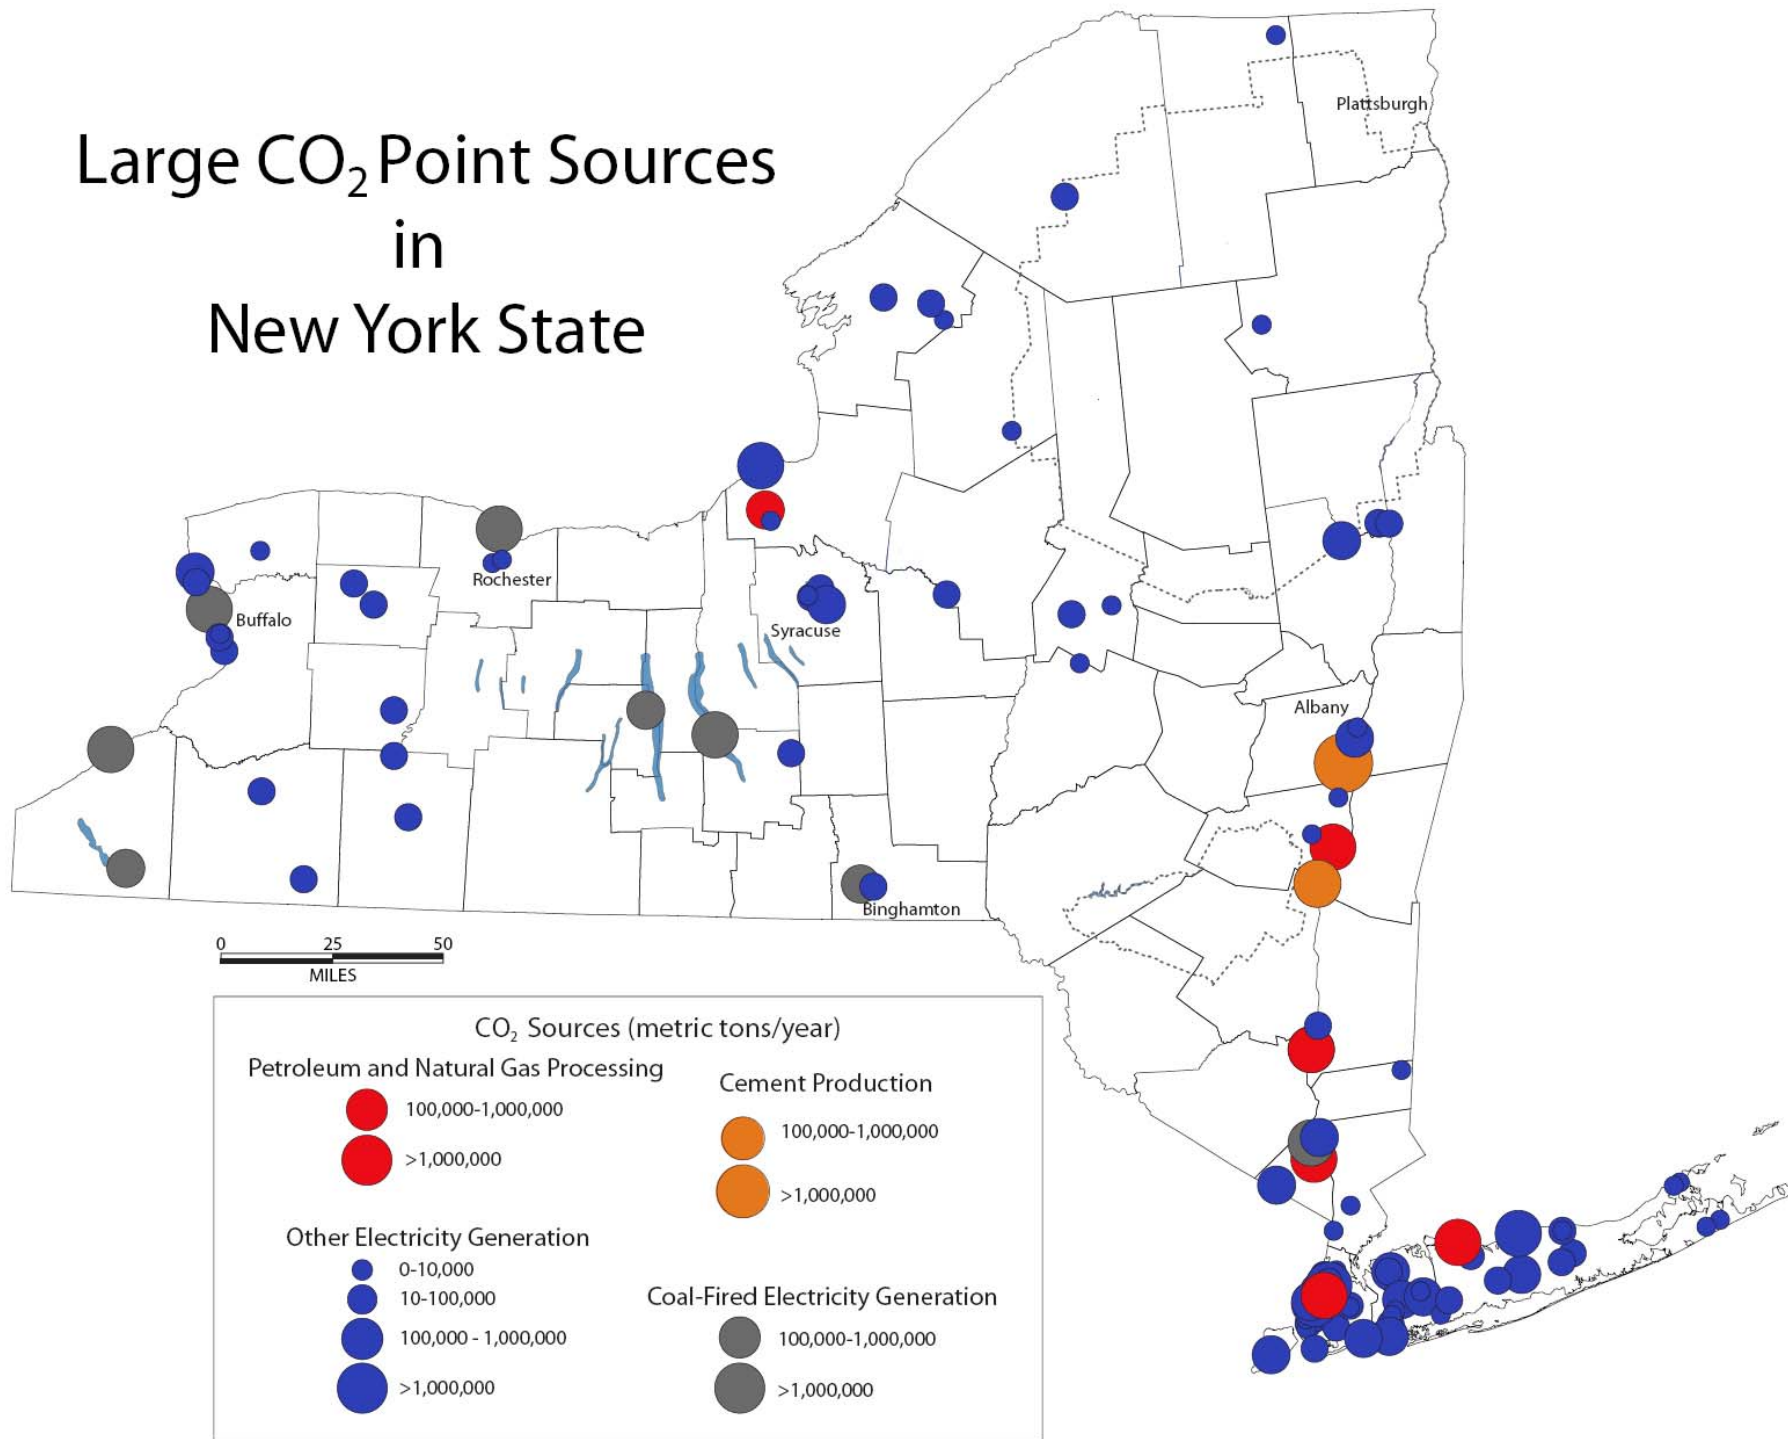 Large CO₂ Point Sources
in
New York State
Plattsburgh
Rochester
Buffalo
Syracuse
Albany
Binghamton
0 25 50
MILES
CO₂ Sources (metric tons/year)
Petroleum and Natural Gas Processing
100,000-1,000,000
>1,000,000
Cement Production
100,000-1,000,000
>1,000,000
Other Electricity Generation
0-10,000
10-100,000
100,000 - 1,000,000
>1,000,000
Coal-Fired Electricity Generation
100,000-1,000,000
>1,000,000